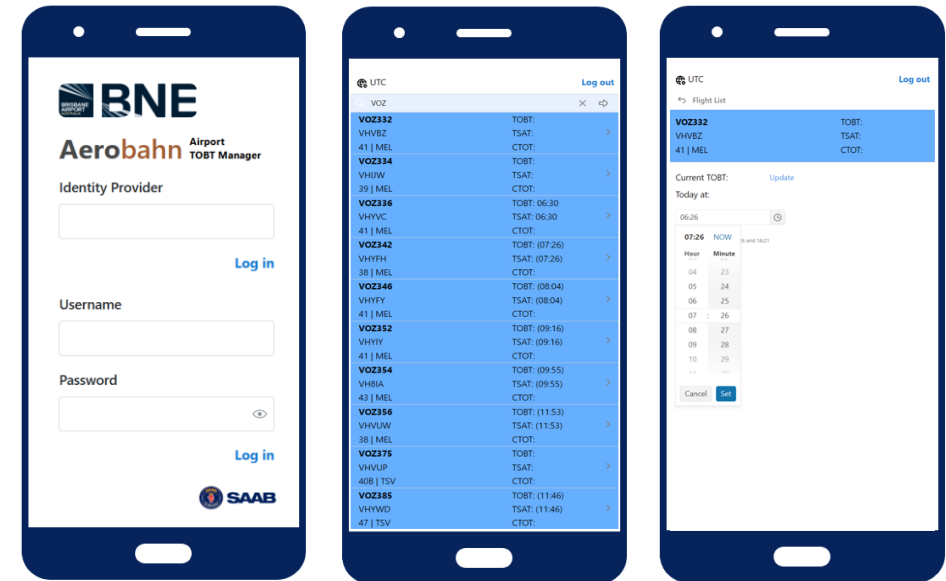 BRISBANE
AIRPORT
BNE
Aerobahn Airport
TOBT Manager
Identity Provider
Log in
Username
Password
Log in
SAAB
UTC Log out
VOZ
VOZ332 TOBT:
VHVBZ TSAT:
41 | MEL CTOT:
VOZ334 TOBT:
VHIJW TSAT:
39 | MEL CTOT:
VOZ336 TOBT: 06:30
VHYVC TSAT: 06:30
41 | MEL CTOT:
VOZ342 TOBT: (07:26)
VHYFH TSAT: (07:26)
38 | MEL CTOT:
VOZ346 TOBT: (08:04)
VHYFY TSAT: (08:04)
41 | MEL CTOT:
VOZ352 TOBT: (09:16)
VHYIY TSAT: (09:16)
41 | MEL CTOT:
VOZ354 TOBT: (09:55)
VH8IA TSAT: (09:55)
43 | MEL CTOT:
VOZ356 TOBT: (11:53)
VHVUW TSAT: (11:53)
38 | MEL CTOT:
VOZ375 TOBT:
VHVUP TSAT:
40B | TSV CTOT:
VOZ385 TOBT: (11:46)
VHYWD TSAT: (11:46)
47 | TSV CTOT:
UTC Log out
Flight List
VOZ332 TOBT:
VHVBZ TSAT:
41 | MEL CTOT:
Current TOBT: Update
Today at:
06:26
07:26 NOW and 16:21
Hour Minute
04 23
05 24
06 25
07 : 26
08 27
09 28
10 29
Cancel Set